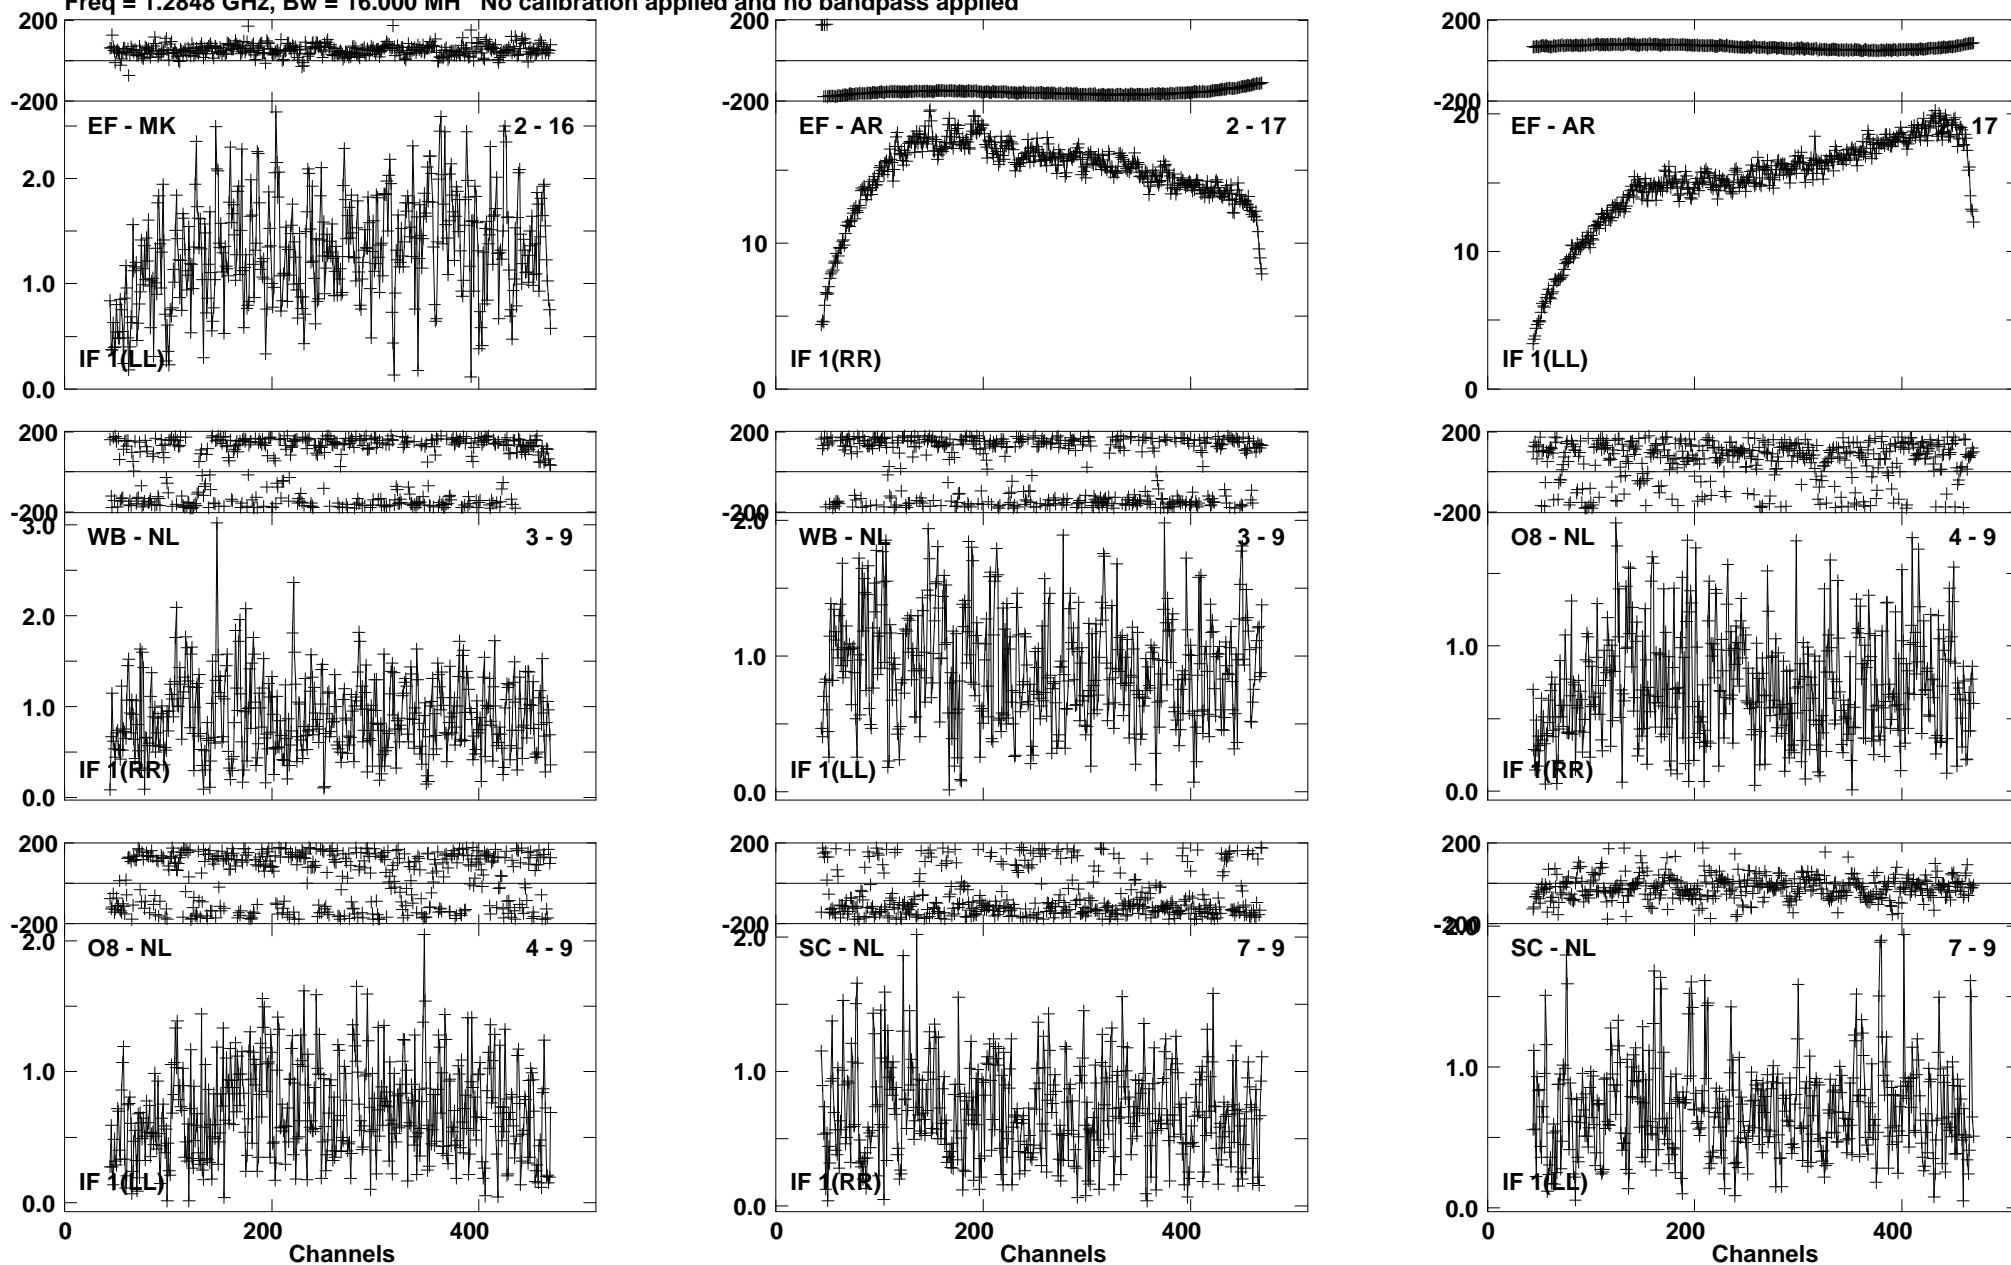 Freq = 1.2848 GHz, Bw = 16.000 MH No calibration applied and no bandpass applied
200 200 200
-200 -200 -200
EF - MK 2 - 16 EF - AR 2 - 17 EF - AR 17
20
2.0
10 10
1.0
IF 1(LL) IF 1(RR) IF 1(LL)
0.0 0 0
200 200 200
-200 -200 -200
3.0 2.0
WB - NL 3 - 9 WB - NL 3 - 9 O8 - NL 4 - 9
2.0
1.0 1.0 1.0
IF 1(RR) IF 1(LL) IF 1(RR)
0.0 0.0 0.0
200 200 200
-200 -200 -200
2.0 2.0 2.0
O8 - NL 4 - 9 SC - NL 7 - 9 SC - NL 7 - 9
1.0 1.0 1.0
IF 1(LL) IF 1(RR) IF 1(LL)
0.0 0.0 0.0
0 200 400 0 200 400 0 200 400
Channels Channels Channels